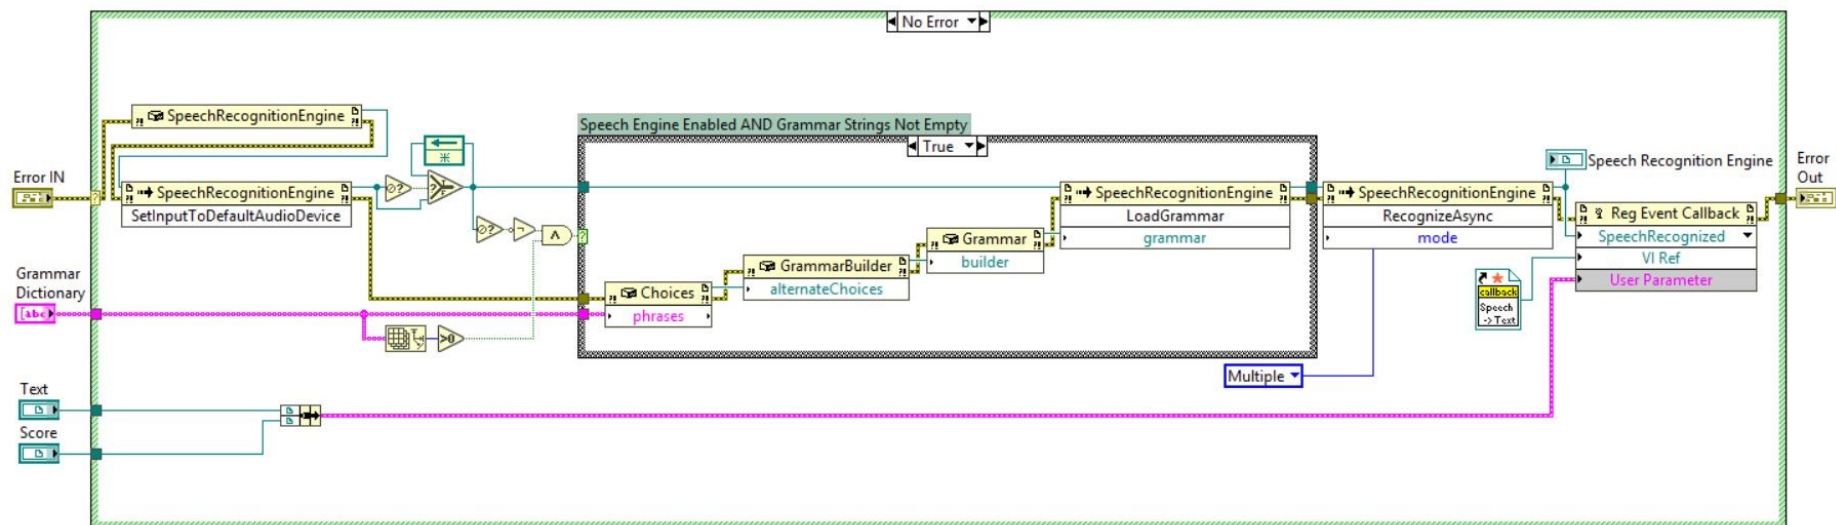 No Error
SpeechRecognitionEngine
Speech Engine Enabled AND Grammar Strings Not Empty
True
Speech Recognition Engine
Error IN
Error
Out
SpeechRecognitionEngine
SetInputToDefaultAudioDevice
?
?
?
?
?
T
F
SpeechRecognitionEngine
LoadGrammar
grammar
SpeechRecognitionEngine
RecognizeAsync
mode
Reg Event Callback
SpeechRecognized
VI Ref
User Parameter
Grammar
builder
GrammarBuilder
alternateChoices
Choices
phrases
Grammar
Dictionary
[abc]
>0
callback
Speech
->Text
Multiple
Text
Score